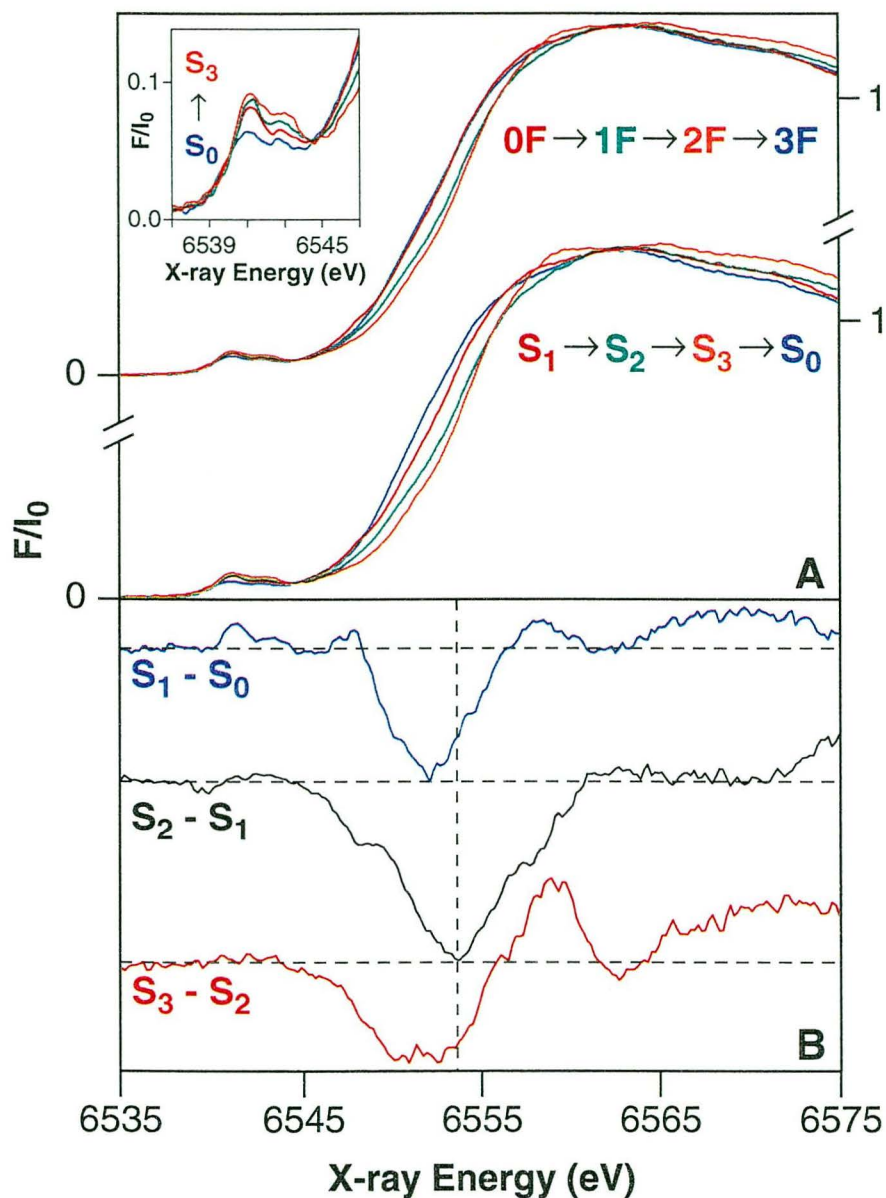 S3
↑
S0
0.1
0.0
F/I0
6539 6545
X-ray Energy (eV)
0F → 1F → 2F → 3F
1
S1 → S2 → S3 → S0
1
0
0
F/I0
A
S1 - S0
S2 - S1
S3 - S2
B
6535 6545 6555 6565 6575
X-ray Energy (eV)